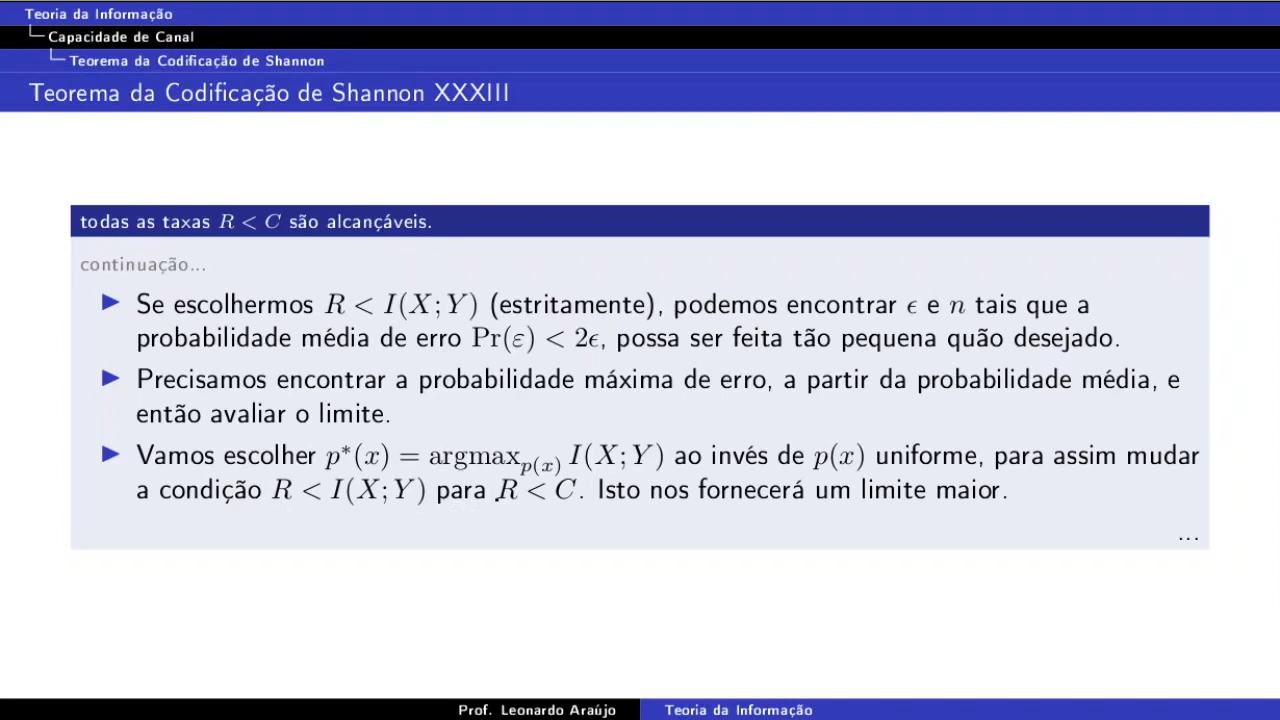 Teoria da Informação
Capacidade de Canal
Teorema da Codificação de Shannon
Teorema da Codificação de Shannon XXXIII
todas as taxas R < C são alcançáveis.
continuação...
Se escolhermos R < I(X; Y) (estritamente), podemos encontrar ϵ e n tais que a
probabilidade média de erro Pr(ε) < 2ϵ, possa ser feita tão pequena quão desejado.
Precisamos encontrar a probabilidade máxima de erro, a partir da probabilidade média, e
então avaliar o limite.
Vamos escolher p*(x) = argmax_{p(x)} I(X; Y) ao invés de p(x) uniforme, para assim mudar
a condição R < I(X; Y) para R < C. Isto nos fornecerá um limite maior.
...
Prof. Leonardo Araújo
Teoria da Informação